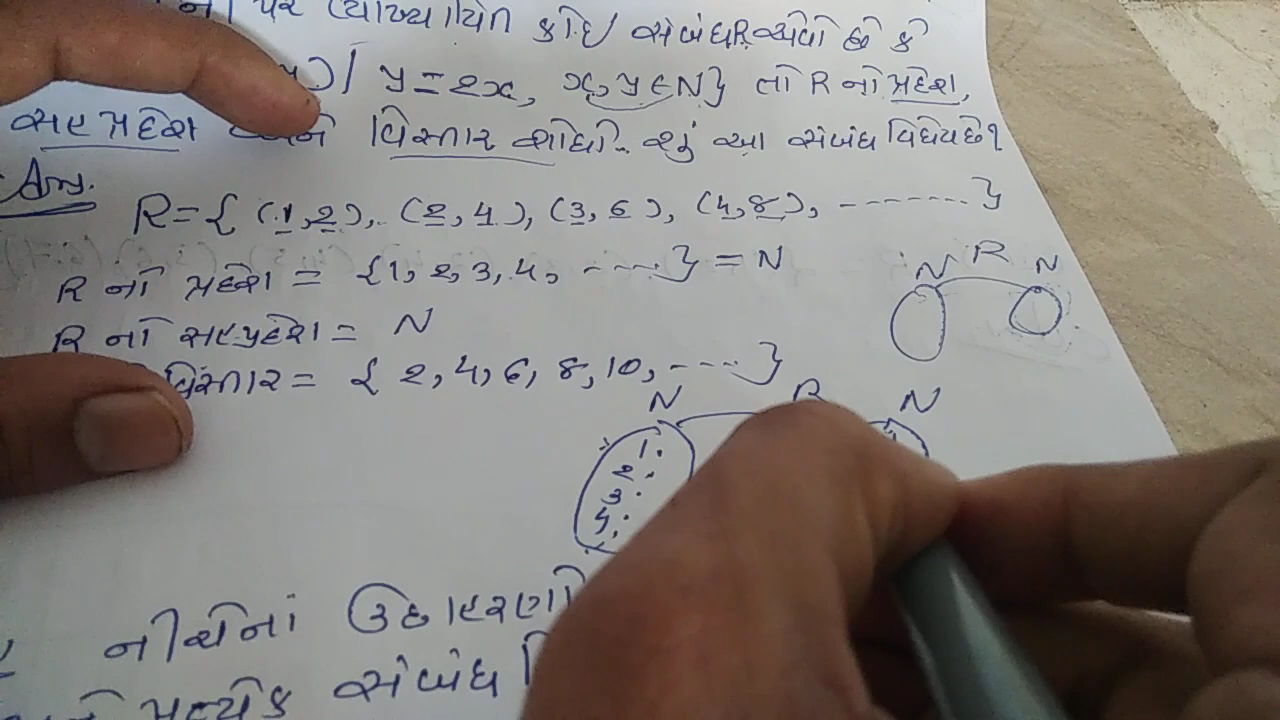 પર વ્યાખ્યાયિત કોઈ સંબંધ R એવો છે કે
| y = 2x, x, y ∈ N} તો R નો પ્રદેશ,
સહપ્રદેશ અને વિસ્તાર શોધો. શું આ સંબંધ વિધેય છે?
Ans.
R = { (1,2), (2,4), (3,6), (4,8), -------- }
R નો પ્રદેશ = {1, 2, 3, 4, ----} = N
N R N
R નો સહપ્રદેશ = N
વિસ્તાર = {2, 4, 6, 8, 10, ----}
N R N
1.
2.
3.
4.
નીચેનાં ઉદાહરણો
પ્રત્યેક સંબંધ